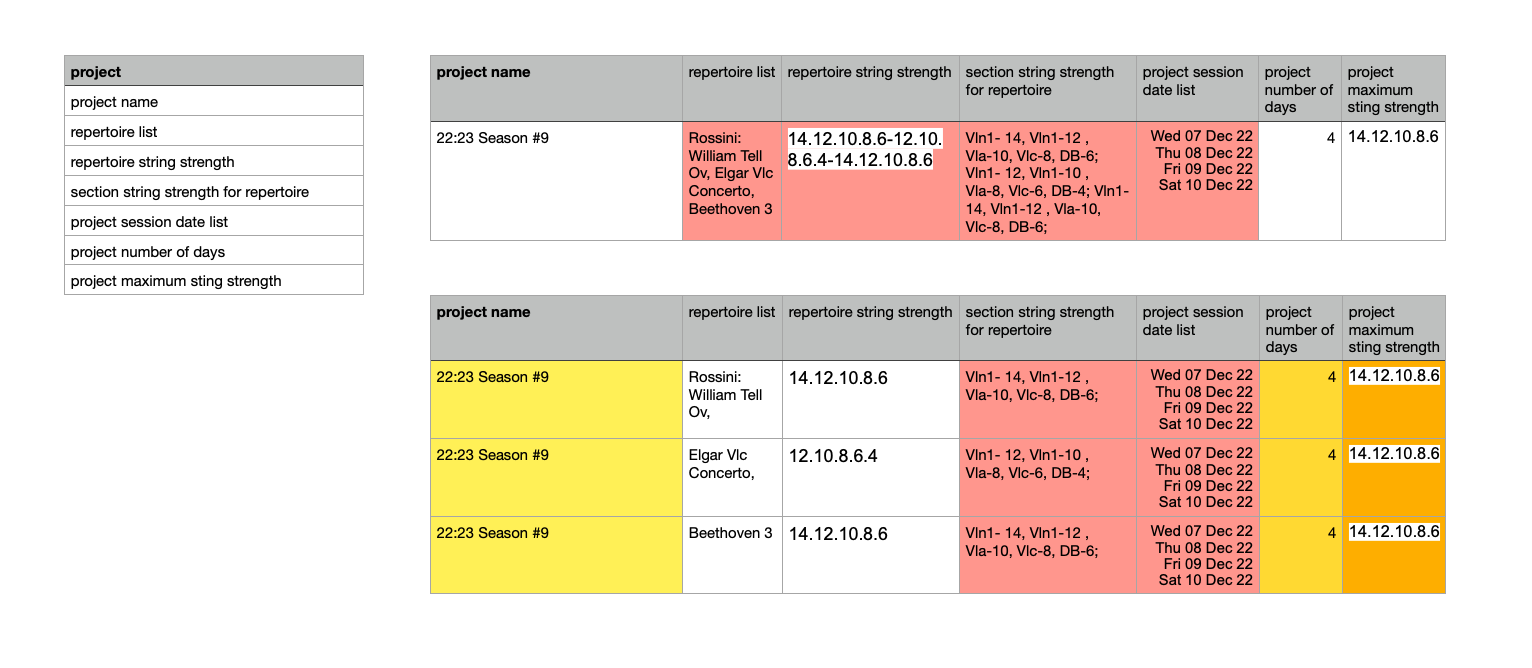 project
project name
repertoire list
repertoire string strength
section string strength for repertoire
project session date list
project number of days
project maximum sting strength
project name
repertoire list
repertoire string strength
section string strength
for repertoire
project session
date list
project
number of
days
project
maximum
sting strength
22:23 Season #9
Rossini:
William Tell
Ov, Elgar Vlc
Concerto,
Beethoven 3
14.12.10.8.6-12.10.
8.6.4-14.12.10.8.6
Vln1- 14, Vln1-12 ,
Vla-10, Vlc-8, DB-6;
Vln1- 12, Vln1-10 ,
Vla-8, Vlc-6, DB-4; Vln1-
14, Vln1-12 , Vla-10,
Vlc-8, DB-6;
Wed 07 Dec 22
Thu 08 Dec 22
Fri 09 Dec 22
Sat 10 Dec 22
4
14.12.10.8.6
project name
repertoire list
repertoire string strength
section string strength
for repertoire
project session
date list
project
number of
days
project
maximum
sting strength
22:23 Season #9
Rossini:
William Tell
Ov,
14.12.10.8.6
Vln1- 14, Vln1-12 ,
Vla-10, Vlc-8, DB-6;
Wed 07 Dec 22
Thu 08 Dec 22
Fri 09 Dec 22
Sat 10 Dec 22
4
14.12.10.8.6
22:23 Season #9
Elgar Vlc
Concerto,
12.10.8.6.4
Vln1- 12, Vln1-10 ,
Vla-8, Vlc-6, DB-4;
Wed 07 Dec 22
Thu 08 Dec 22
Fri 09 Dec 22
Sat 10 Dec 22
4
14.12.10.8.6
22:23 Season #9
Beethoven 3
14.12.10.8.6
Vln1- 14, Vln1-12 ,
Vla-10, Vlc-8, DB-6;
Wed 07 Dec 22
Thu 08 Dec 22
Fri 09 Dec 22
Sat 10 Dec 22
4
14.12.10.8.6